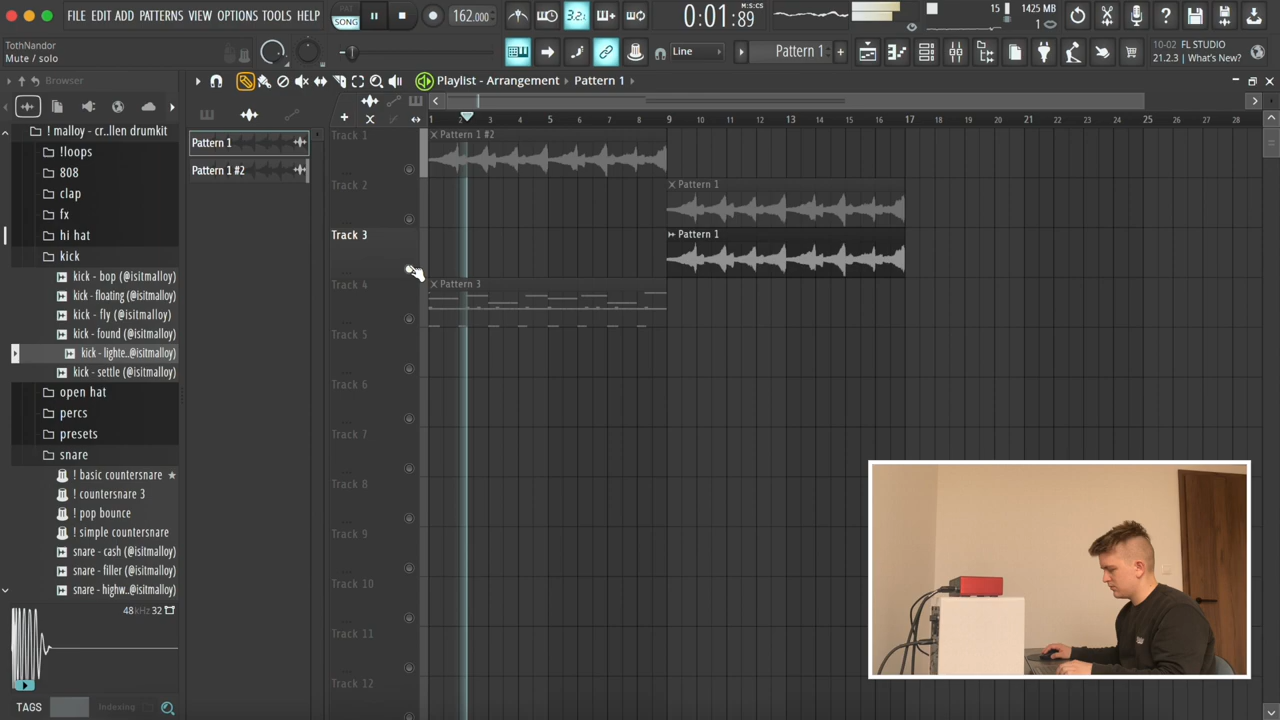 FILE EDIT ADD PATTERNS VIEW OPTIONS TOOLS HELP
PAT
SONG
162.000
3.2.:
M:S:CS
0:01:89
15
1425 MB
1
TothNandor
Mute / solo
Line
Pattern 1
10-02 FL STUDIO
21.2.3 | What's New?
Browser
Playlist - Arrangement
Pattern 1
! malloy - cr..llen drumkit
!loops
808
clap
fx
hi hat
kick
kick - bop (@isitmalloy)
kick - floating (@isitmalloy)
kick - fly (@isitmalloy)
kick - found (@isitmalloy)
kick - lighte..@isitmalloy)
kick - settle (@isitmalloy)
open hat
percs
presets
snare
! basic countersnare
! countersnare 3
! pop bounce
! simple countersnare
snare - cash (@isitmalloy)
snare - filler (@isitmalloy)
snare - highw..@isitmalloy)
48kHz 32
TAGS
Indexing
Pattern 1
Pattern 1 #2
1 2 3 4 5 6 7 8 9 10 11 12 13 14 15 16 17 18 19 20 21 22 23 24 25 26 27 28
Track 1
Pattern 1 #2
Track 2
Pattern 1
Track 3
Pattern 1
Track 4
Pattern 3
Track 5
Track 6
Track 7
Track 8
Track 9
Track 10
Track 11
Track 12